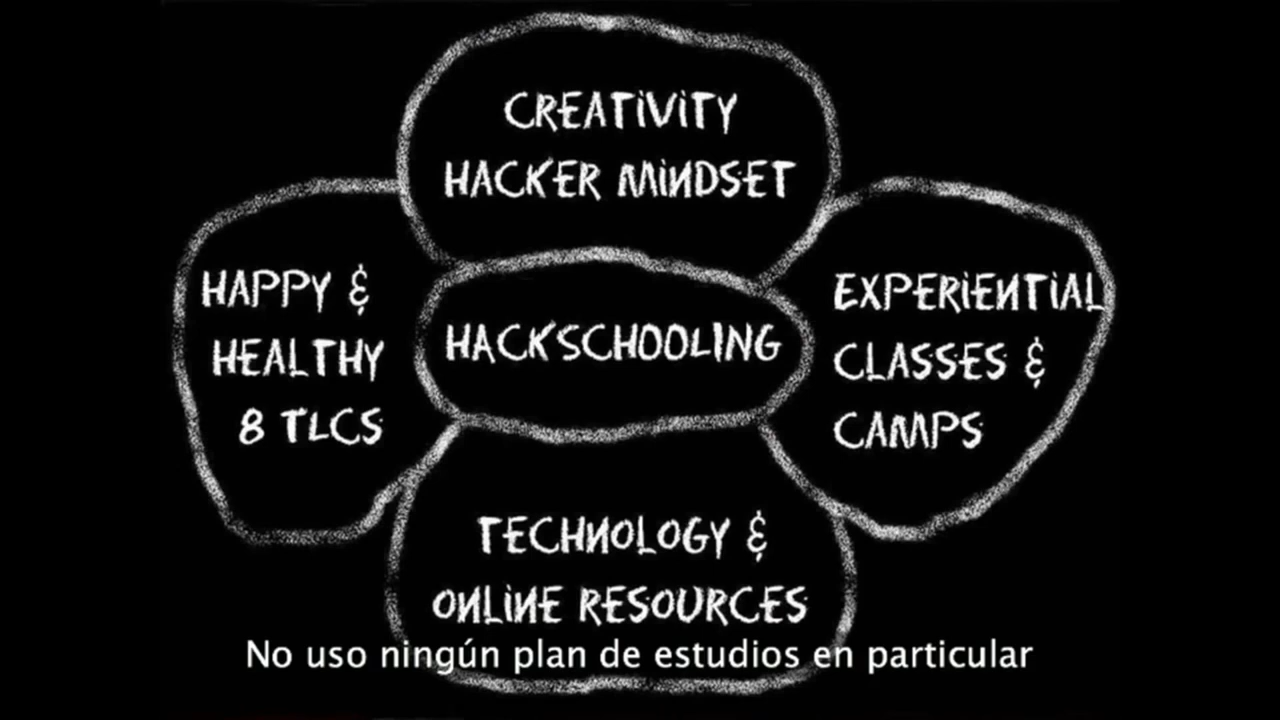 CREATIVITY
HACKER MINDSET
HAPPY &
HEALTHY
8 TLCS
HACKSCHOOLING
EXPERIENTIAL
CLASSES &
CAMPS
TECHNOLOGY &
ONLINE RESOURCES
No uso ningún plan de estudios en particular